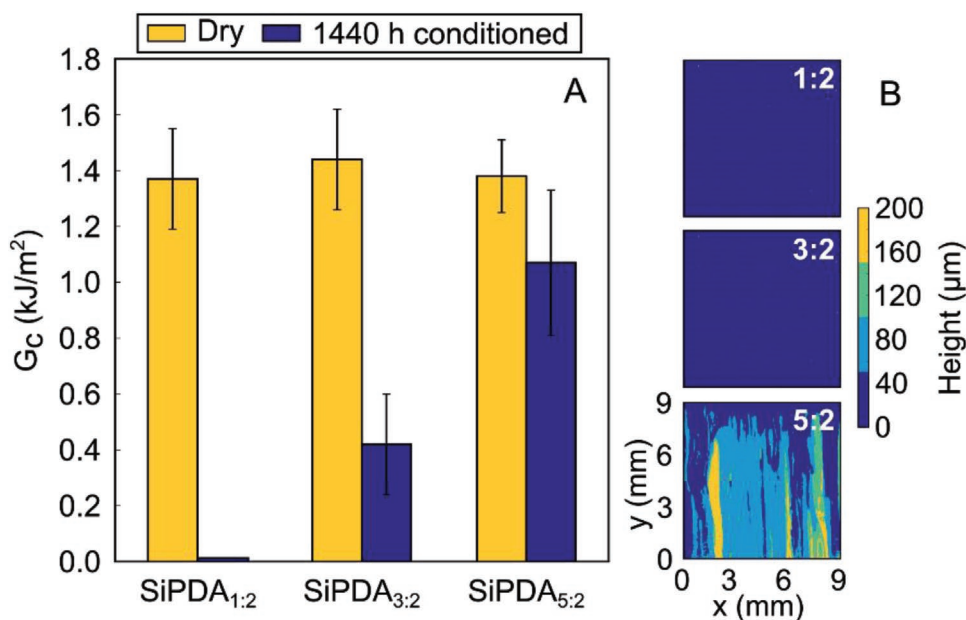 Dry 1440 h conditioned
A
1.8
1.6
1.4
1.2
1.0
0.8
0.6
0.4
0.2
0.0
G_C (kJ/m²)
SiPDA₁:₂ SiPDA₃:₂ SiPDA₅:₂
B
1:2
3:2
5:2
200
160
120
80
40
0
Height (µm)
9
6
3
0
y (mm)
0 3 6 9
x (mm)